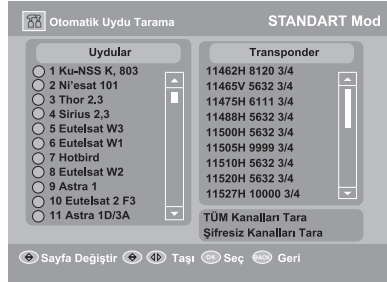 Otomatik Uydu Tarama
STANDART Mod
Uydular
1 Ku-NSS K, 803
2 Ni'esat 101
3 Thor 2.3
4 Sirius 2,3
5 Eutelsat W3
6 Eutelsat W1
7 Hotbird
8 Eutelsat W2
9 Astra 1
10 Eutelsat 2 F3
11 Astra 1D/3A
Transponder
11462H 8120 3/4
11465V 5632 3/4
11475H 6111 3/4
11488H 5632 3/4
11500H 5632 3/4
11505H 9999 3/4
11510H 5632 3/4
11520H 5632 3/4
11527H 10000 3/4
TÜM Kanalları Tara
Şifresiz Kanalları Tara
Sayfa Değiştir Taşı OK Seç BACK Geri